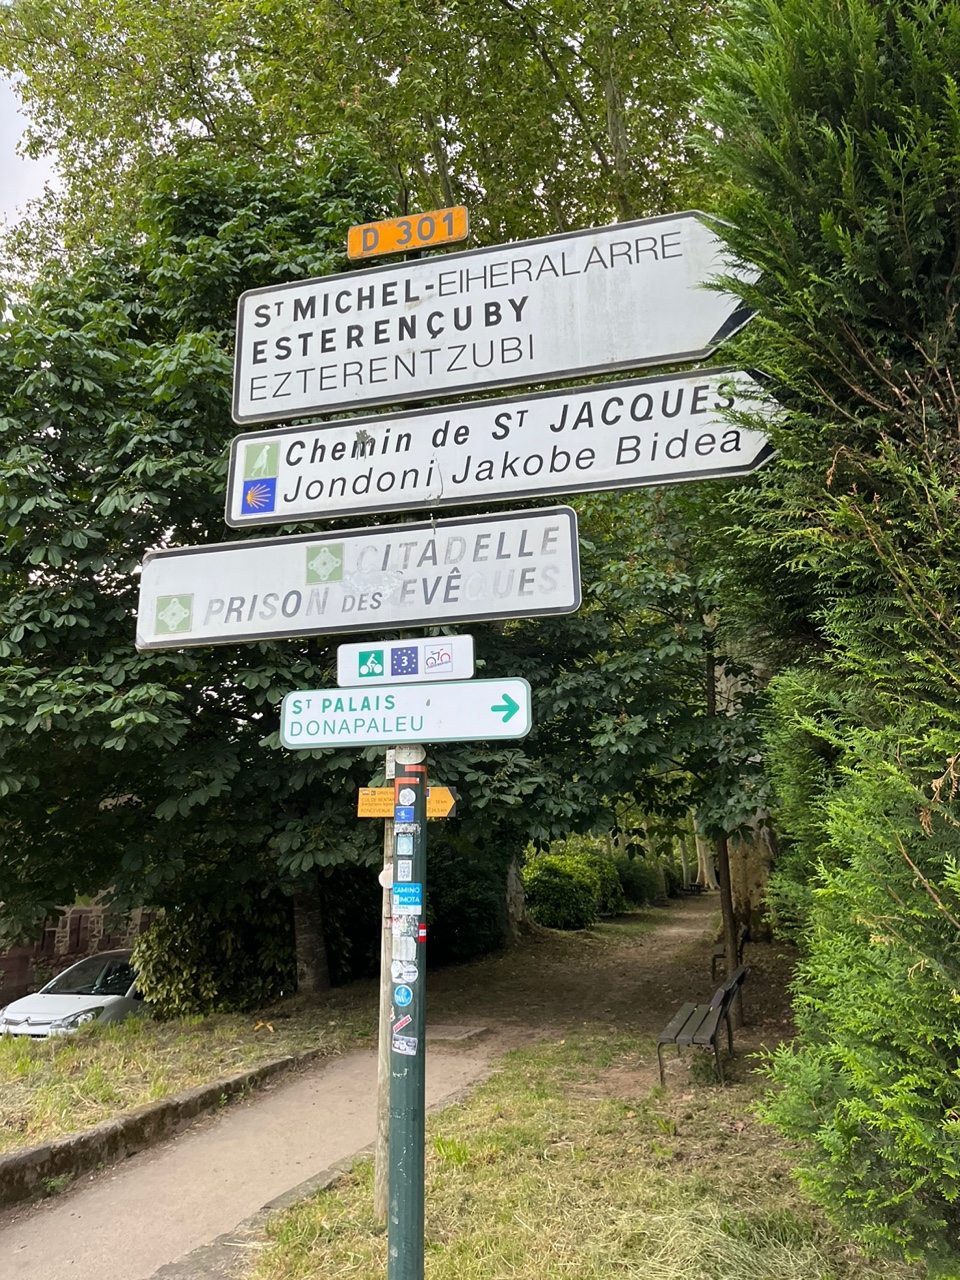 D 301
ST MICHEL-EIHERALARRE
ESTERENÇUBY
EZTERENTZUBI
Chemin de ST JACQUES
Jondoni Jakobe Bidea
CITADELLE
PRISON DES EVÊQUES
3
ST PALAIS
DONAPALEU
CAMINO